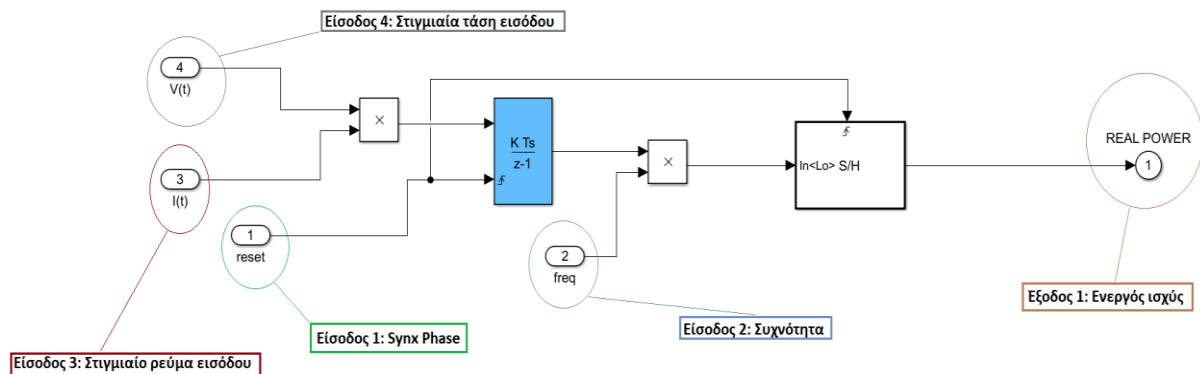 Είσοδος 4: Στιγμιαία τάση εισόδου
4
V(t)
×
K Ts
z-1
REAL POWER
In<Lo> S/H
×
1
3
I(t)
1
reset
2
freq
Είσοδος 1: Synx Phase
Είσοδος 2: Συχνότητα
Εξοδος 1: Ενεργός ισχύς
Είσοδος 3: Στιγμιαίο ρεύμα εισόδου